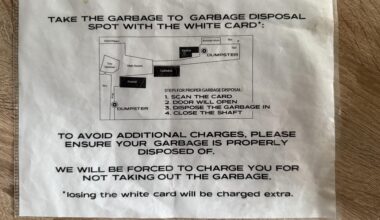 TAKE THE GARBAGE TO GARBAGE DISPOSAL
SPOT WITH THE WHITE CARD*:
DUMPSTER
DUMPSTER
STEPS FOR PROPER GARBAGE DISPOSAL:
1. SCAN THE CARD
2. DOOR WILL OPEN
3. DISPOSE THE GARBAGE IN
4. CLOSE THE SHAFT
TO AVOID ADDITIONAL CHARGES, PLEASE
ENSURE YOUR GARBAGE IS PROPERLY
DISPOSED OF.
WE WILL BE FORCED TO CHARGE YOU FOR
NOT TAKING OUT THE GARBAGE.
*losing the white card will be charged extra.